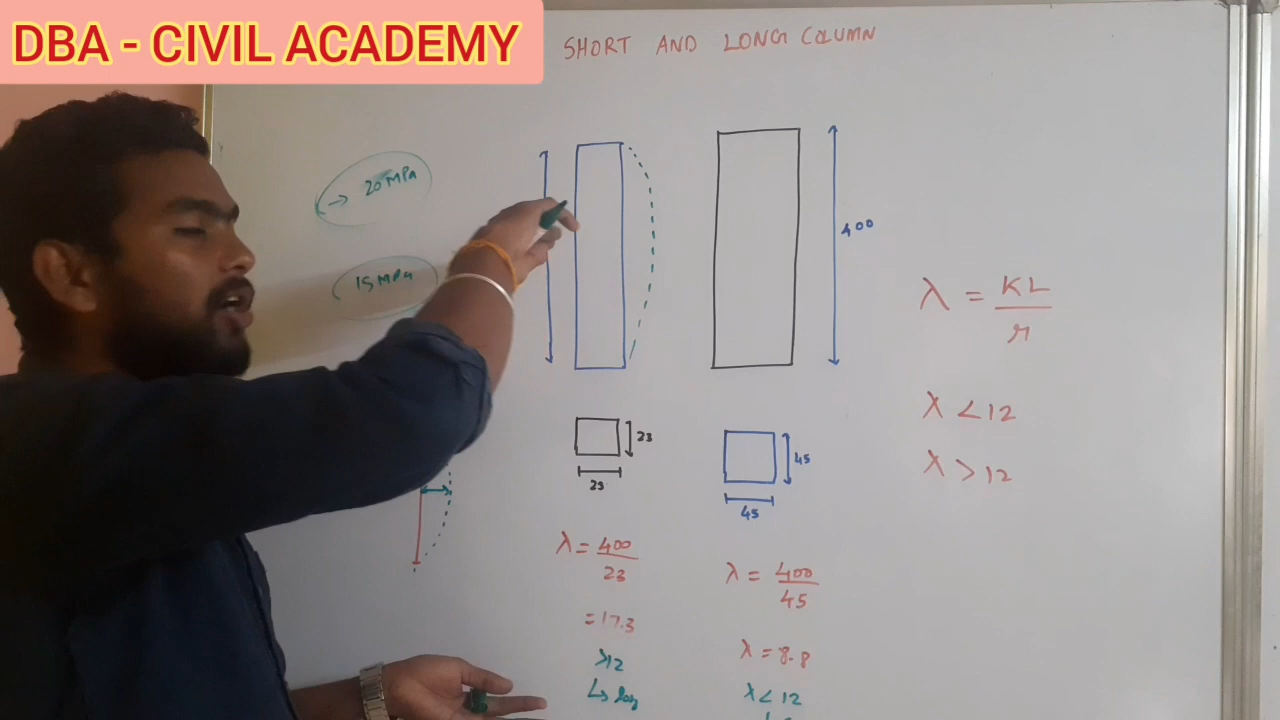 DBA - CIVIL ACADEMY
SHORT AND LONG COLUMN
→ 20 MPa
15 MPa
400
λ = KL / r
λ < 12
λ > 12
23
23
45
45
λ = 400 / 23
= 17.3
>12
↳ long
λ = 400 / 45
λ = 8.8
λ < 12